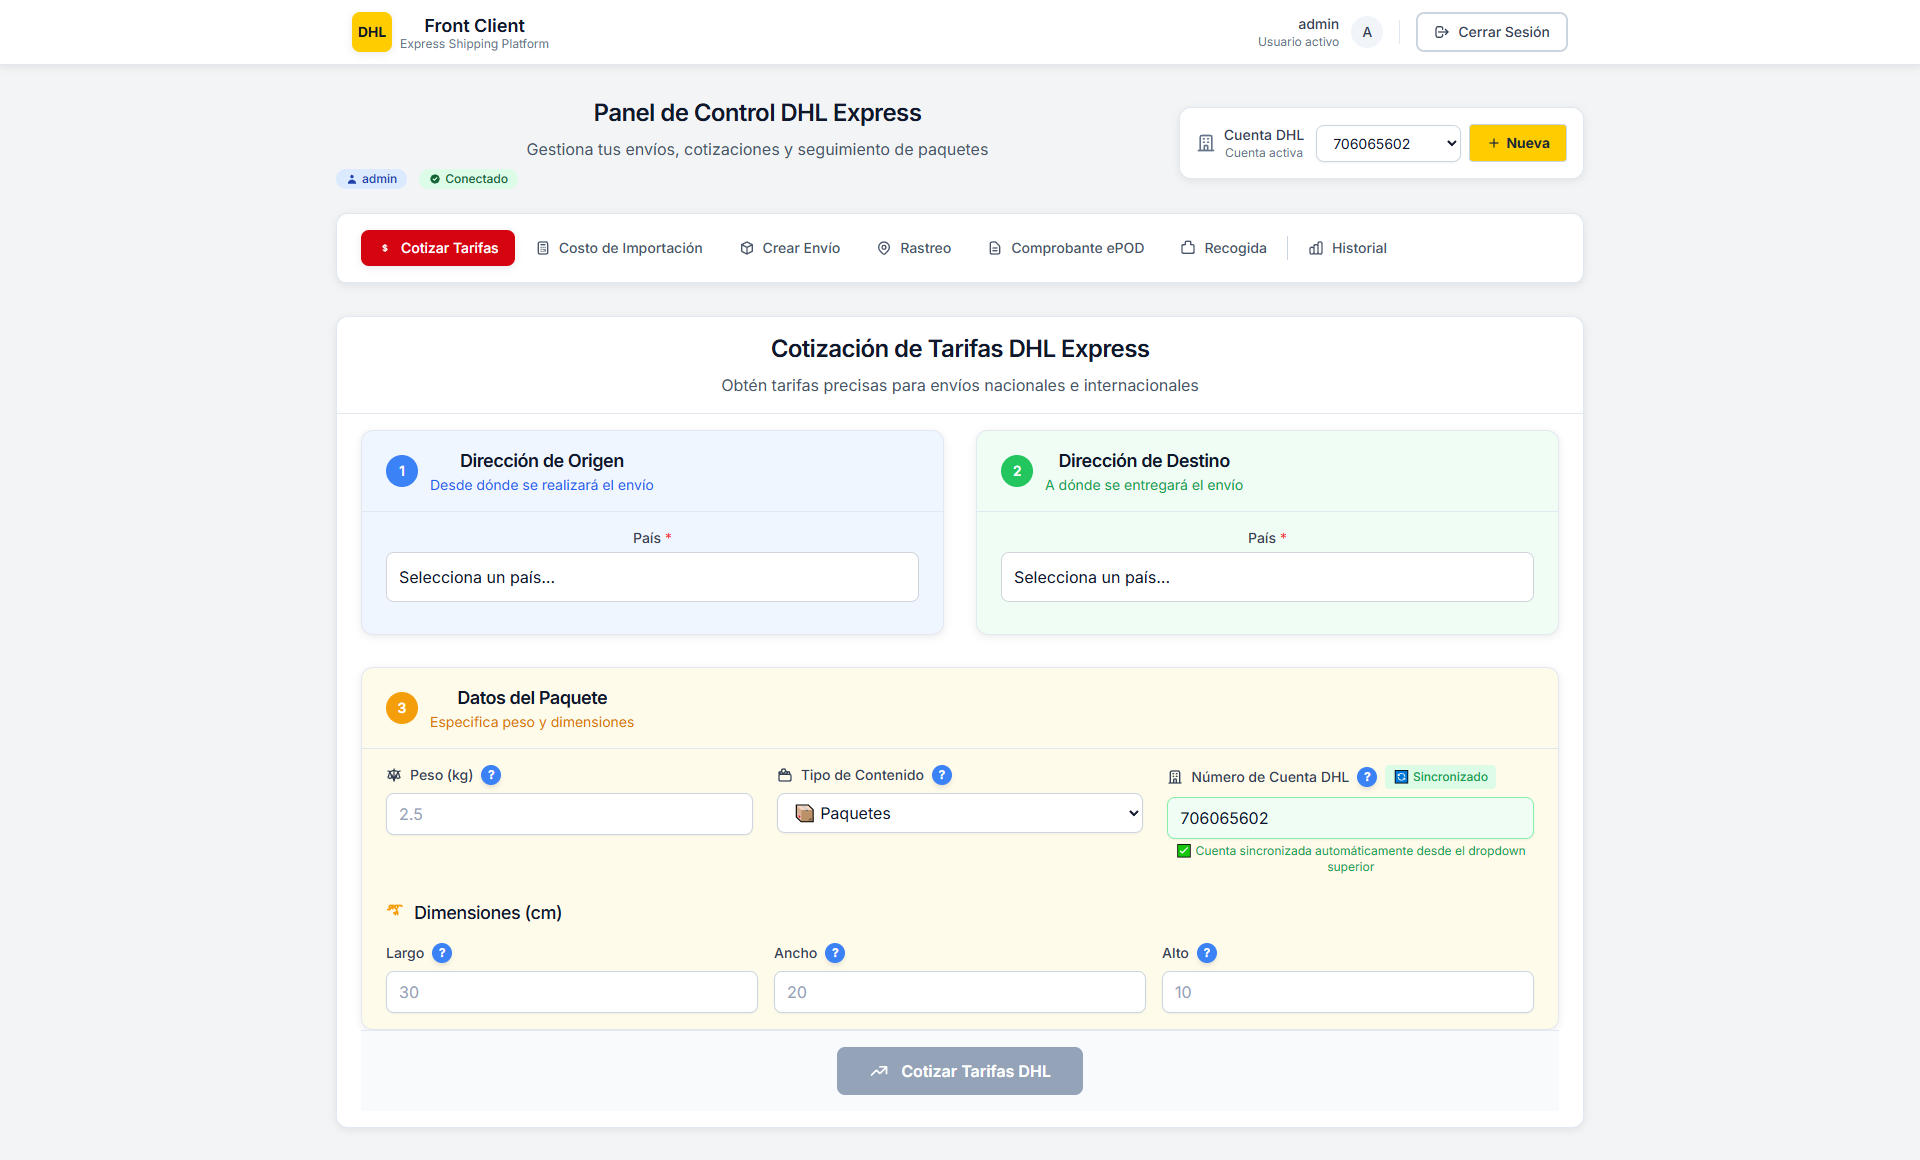 DHL
Front Client
Express Shipping Platform
admin
Usuario activo
A
Cerrar Sesión
Panel de Control DHL Express
Gestiona tus envíos, cotizaciones y seguimiento de paquetes
admin
Conectado
Cuenta DHL
Cuenta activa
706065602
+ Nueva
$ Cotizar Tarifas
Costo de Importación
Crear Envío
Rastreo
Comprobante ePOD
Recogida
Historial
Cotización de Tarifas DHL Express
Obtén tarifas precisas para envíos nacionales e internacionales
1
Dirección de Origen
Desde dónde se realizará el envío
País *
Selecciona un país...
2
Dirección de Destino
A dónde se entregará el envío
País *
Selecciona un país...
3
Datos del Paquete
Especifica peso y dimensiones
Peso (kg) ?
2.5
Tipo de Contenido ?
Paquetes
Número de Cuenta DHL ? Sincronizado
706065602
Cuenta sincronizada automáticamente desde el dropdown
superior
Dimensiones (cm)
Largo ?
30
Ancho ?
20
Alto ?
10
Cotizar Tarifas DHL